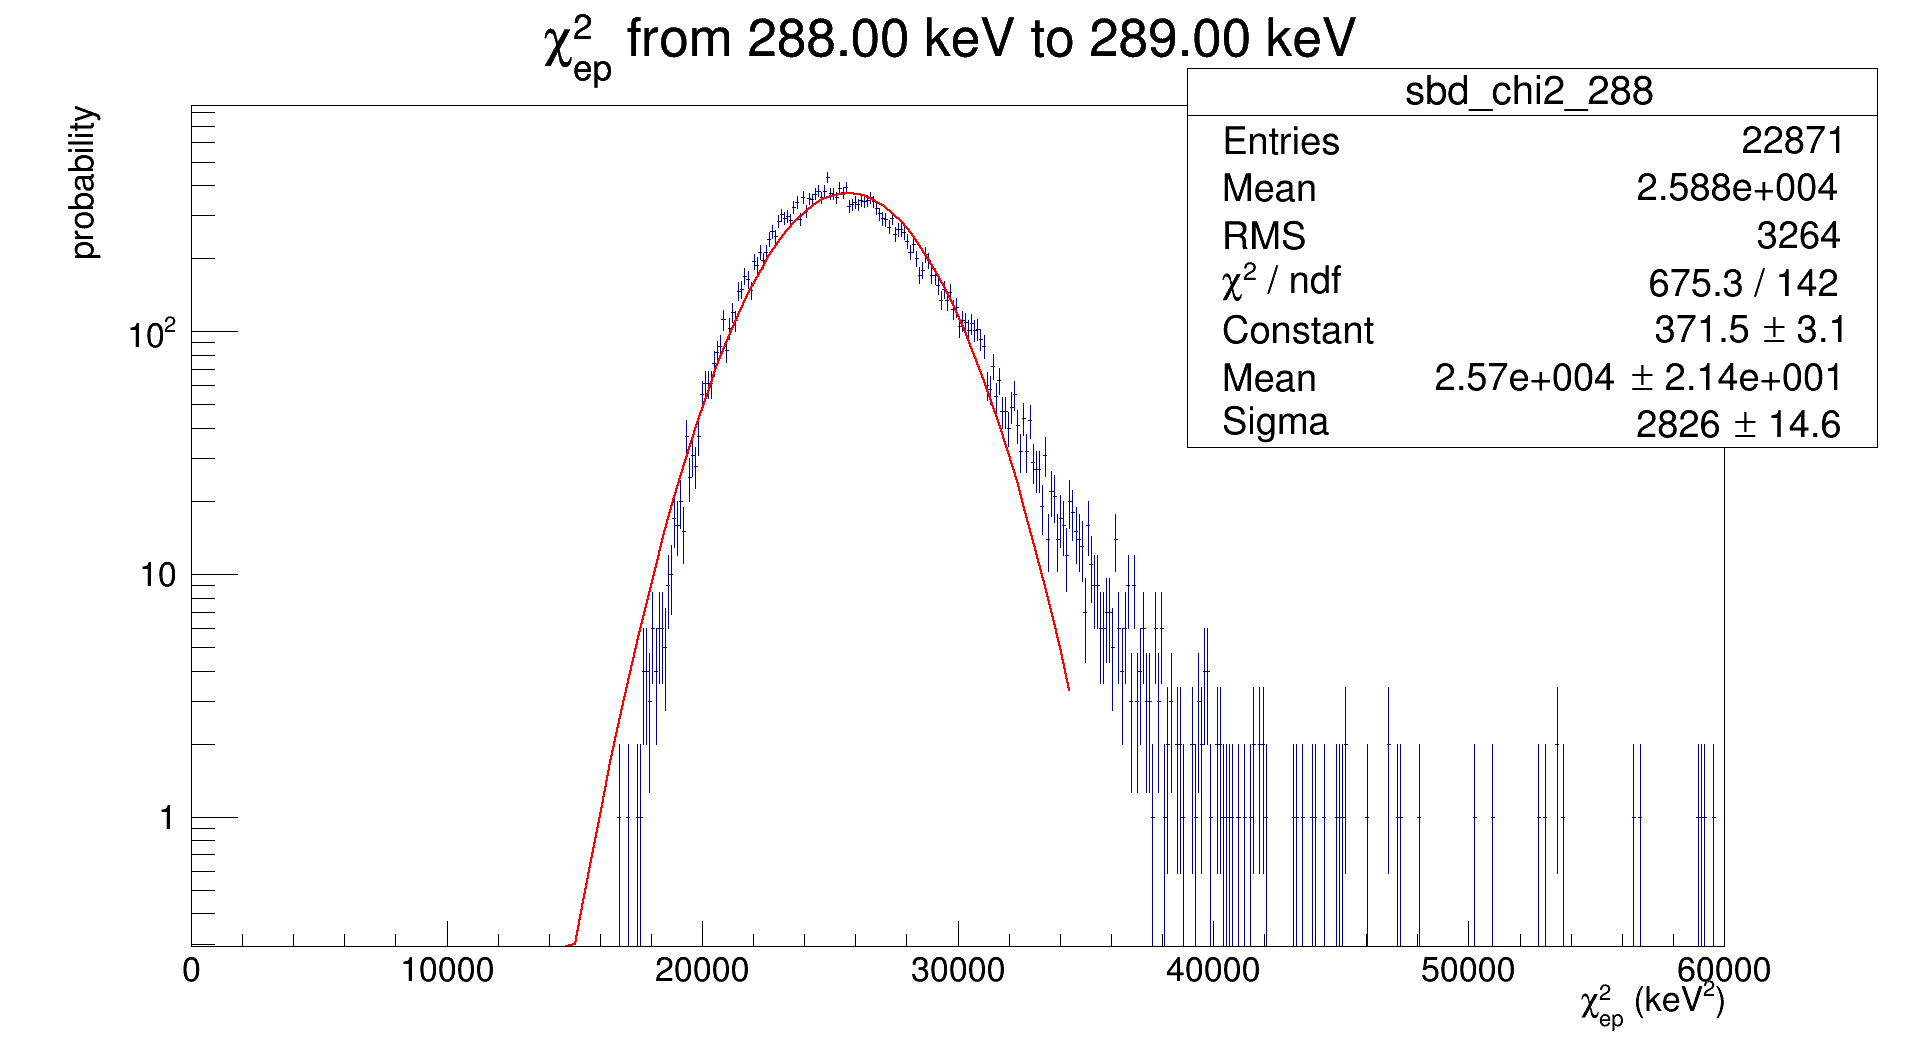 χ²ep from 288.00 keV to 289.00 keV
probability
sbd_chi2_288
Entries 22871
Mean 2.588e+004
RMS 3264
χ² / ndf 675.3 / 142
Constant 371.5 ± 3.1
Mean 2.57e+004 ± 2.14e+001
Sigma 2826 ± 14.6
10²
10
1
0 10000 20000 30000 40000 50000 60000
χ²ep (keV²)